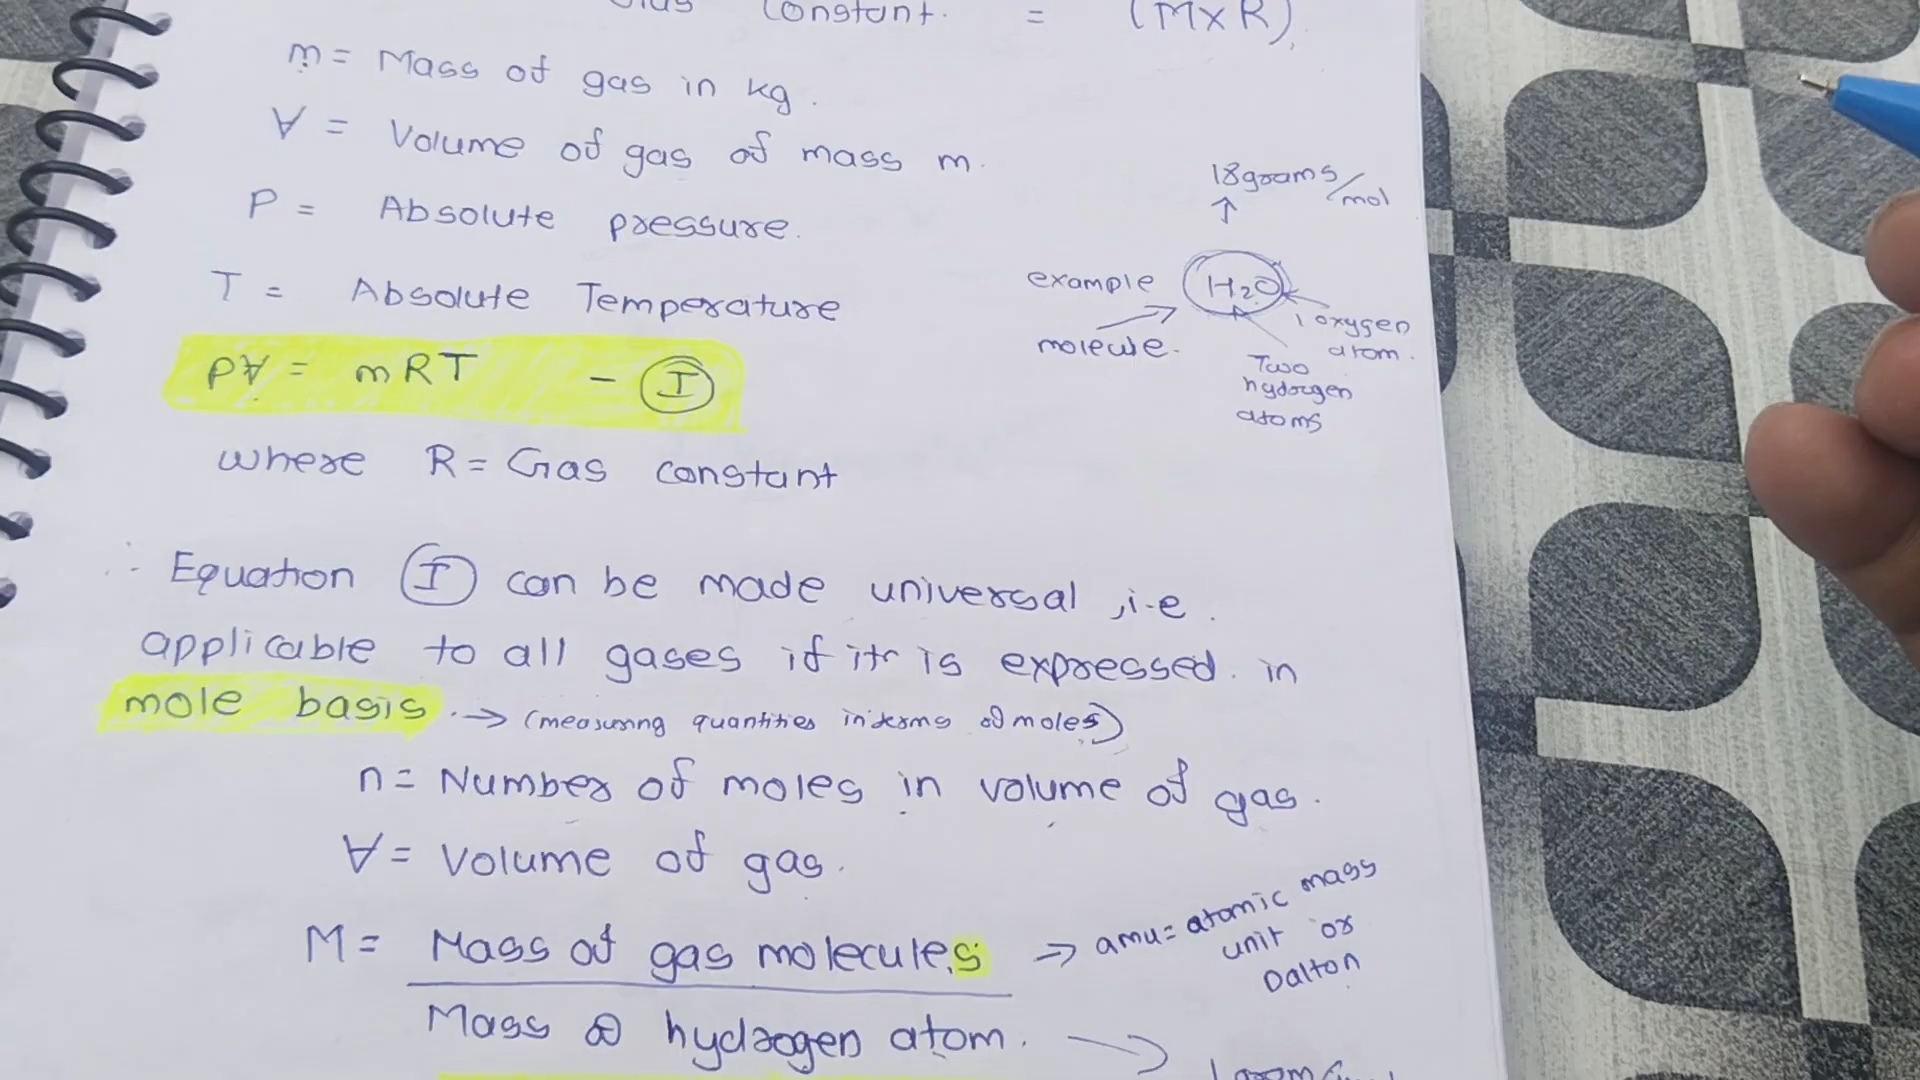 Constant. = (M×R).
m = Mass of gas in kg.
∀ = Volume of gas of mass m.
P = Absolute pressure.
T = Absolute Temperature
P∀ = mRT - (I)
where R = Gas constant
18grams/mol
↑
example H₂O
molecule.
1 oxygen
atom.
Two
hydrogen
atoms
∴ Equation (I) can be made universal, i.e.
applicable to all gases if it is expressed in
mole basis. → (measuring quantities in terms of moles)
n = Number of moles in volume of gas.
∀ = Volume of gas.
M = Mass of gas molecules → amu = atomic mass
unit or
Dalton
Mass of hydrogen atom. →